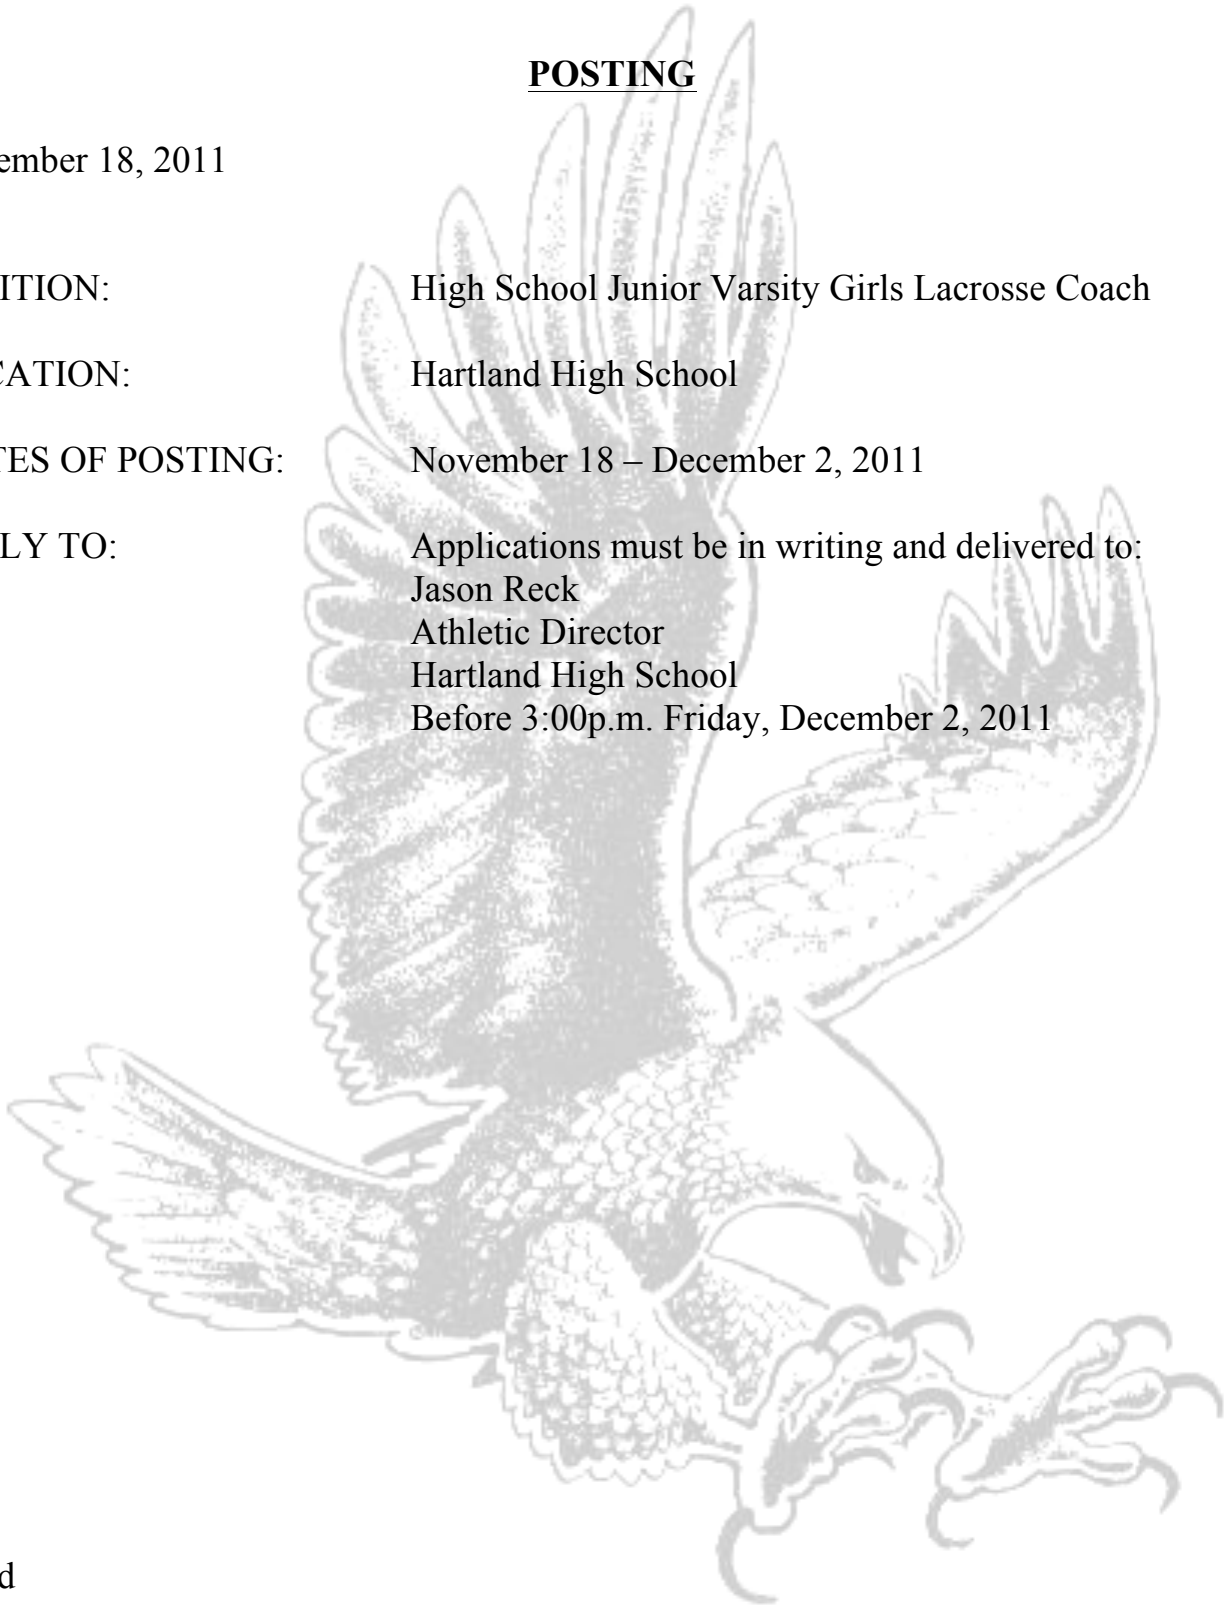 POSTING
ember 18, 2011
ITION: High School Junior Varsity Girls Lacrosse Coach
CATION: Hartland High School
TES OF POSTING: November 18 – December 2, 2011
LY TO: Applications must be in writing and delivered to:
Jason Reck
Athletic Director
Hartland High School
Before 3:00p.m. Friday, December 2, 2011
d